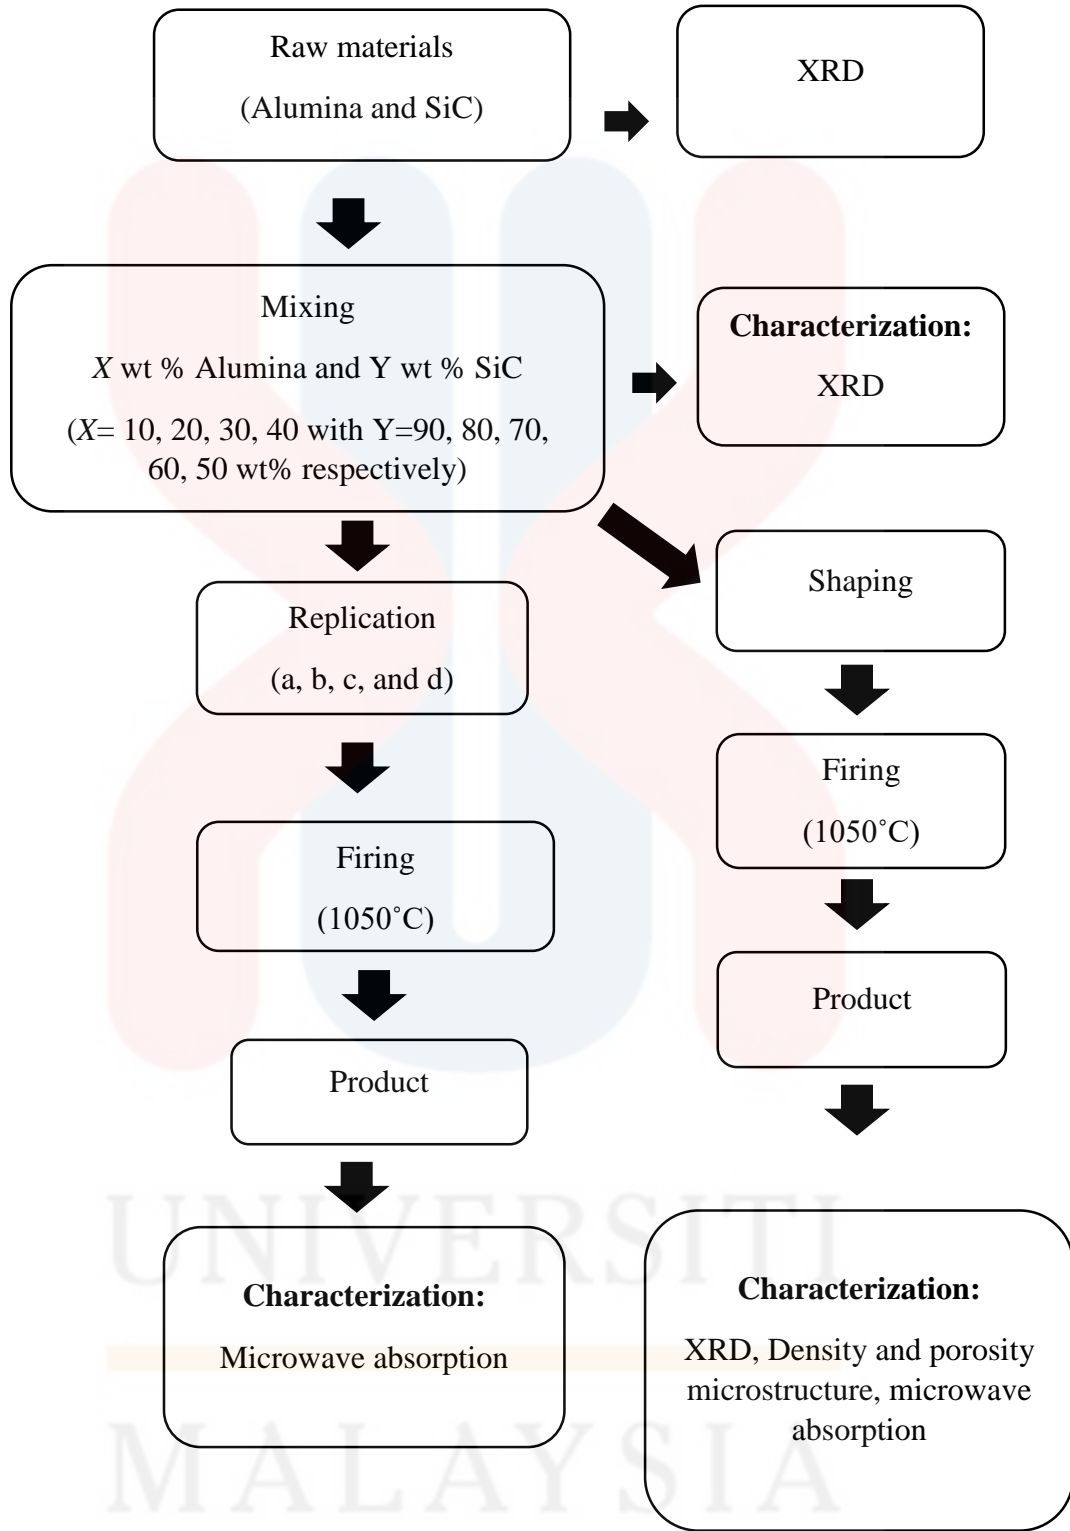 Raw materials
(Alumina and SiC)
XRD
Mixing
X wt % Alumina and Y wt % SiC
(X= 10, 20, 30, 40 with Y=90, 80, 70,
60, 50 wt% respectively)
Characterization:
XRD
Replication
(a, b, c, and d)
Shaping
Firing
(1050˚C)
Firing
(1050˚C)
Product
Product
Characterization:
Microwave absorption
Characterization:
XRD, Density and porosity
microstructure, microwave
absorption
UNIVERSITI
MALAYSIA